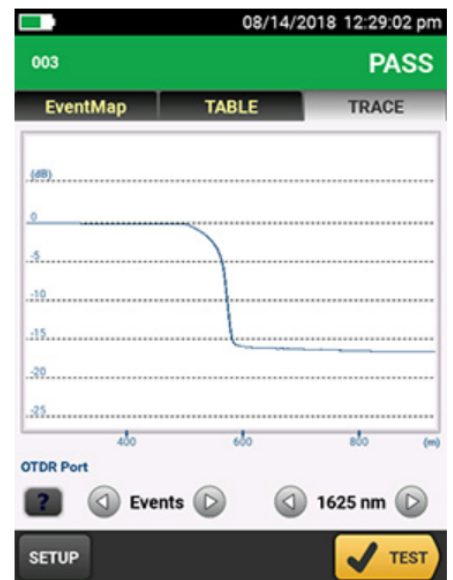 08/14/2018 12:29:02 pm
003 PASS
EventMap TABLE TRACE
(dB)
0
-5
-10
-15
-20
-25
400 600 800 (m)
OTDR Port
? Events 1625 nm
SETUP TEST